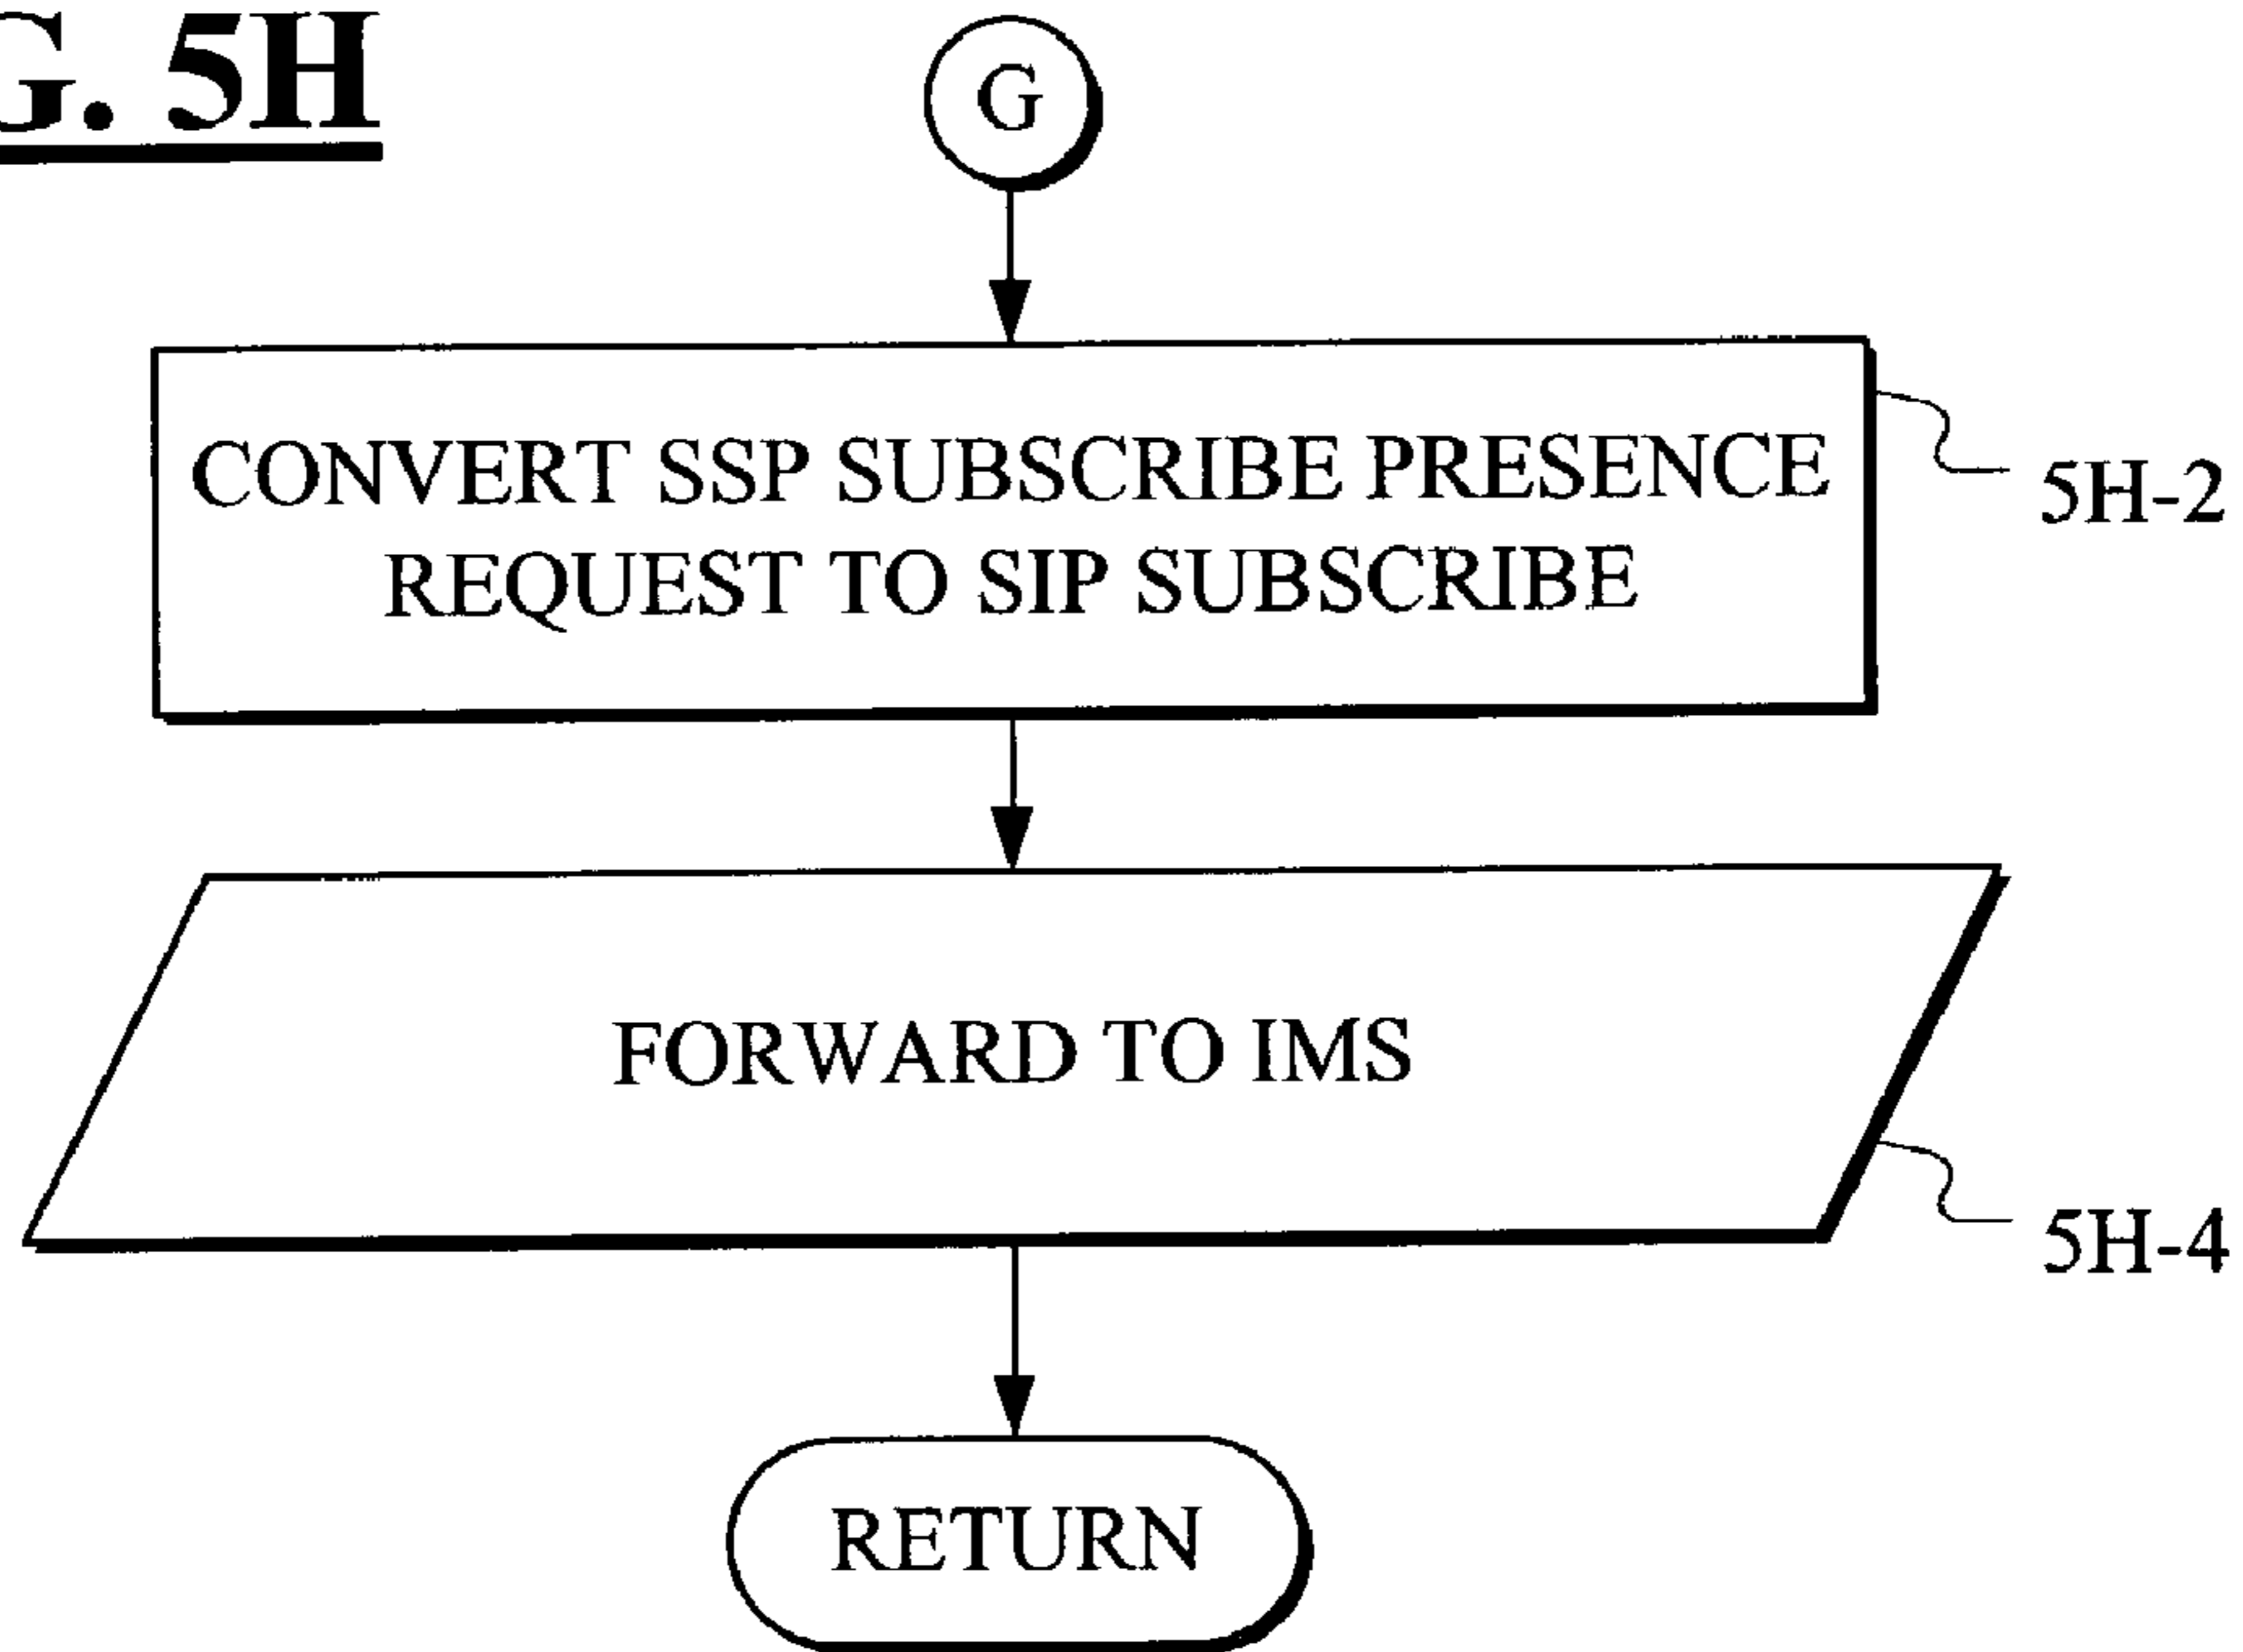 G. 5H
G
CONVERT SSP SUBSCRIBE PRESENCE
REQUEST TO SIP SUBSCRIBE
5H-2
FORWARD TO IMS
5H-4
RETURN